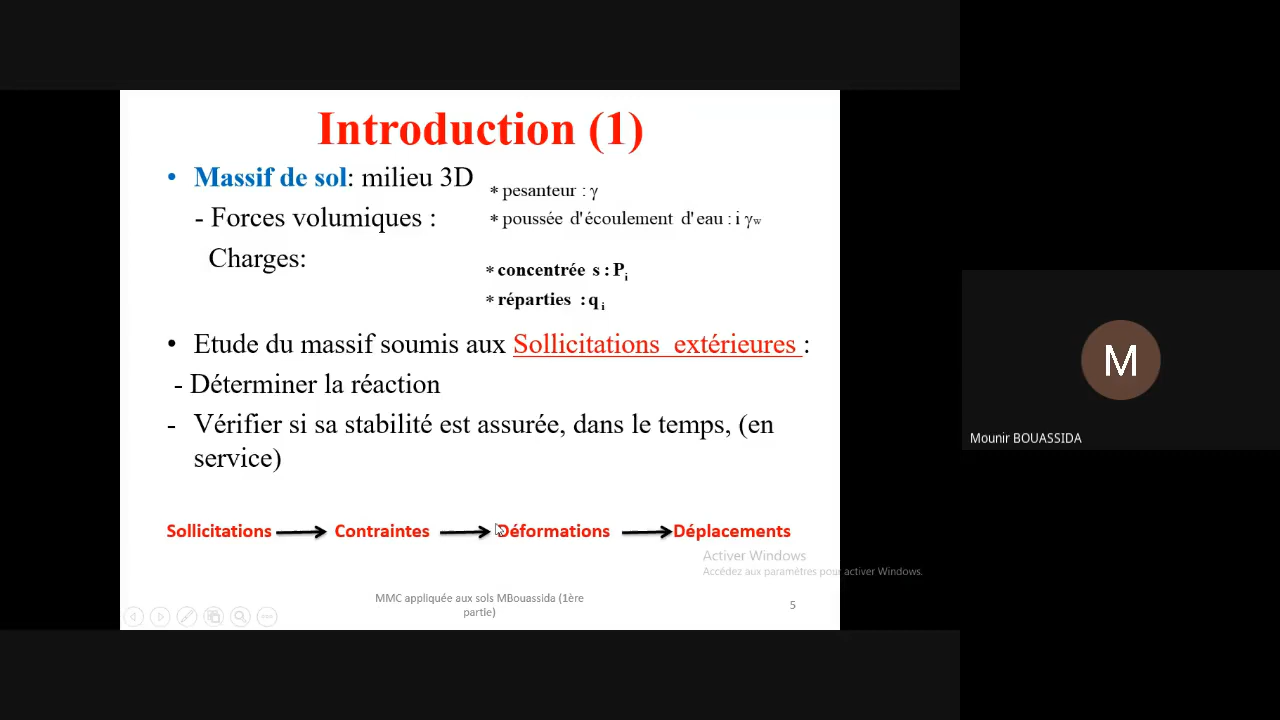 Introduction (1)
• Massif de sol: milieu 3D
* pesanteur : γ
- Forces volumiques :
* poussée d'écoulement d'eau : i γw
Charges:
* concentrée s : Pi
* réparties : qi
• Etude du massif soumis aux Sollicitations extérieures :
- Déterminer la réaction
- Vérifier si sa stabilité est assurée, dans le temps, (en
service)
Sollicitations → Contraintes → Déformations → Déplacements
Activer Windows
Accédez aux paramètres pour activer Windows.
MMC appliquée aux sols MBouassida (1ère
partie)
5
M
Mounir BOUASSIDA